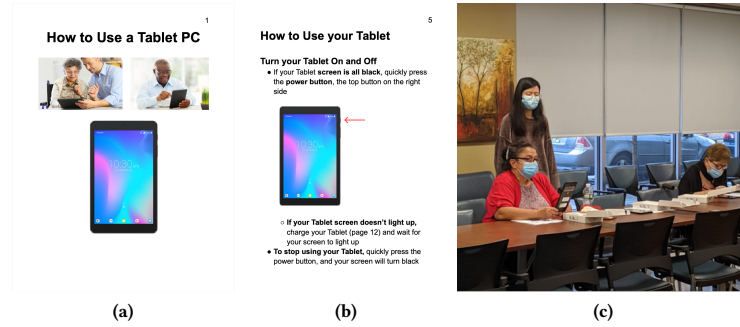 1
How to Use a Tablet PC
10:30
(a)
5
How to Use your Tablet
Turn your Tablet On and Off
● If your Tablet screen is all black, quickly press
the power button, the top button on the right
side
10:30
○ If your Tablet screen doesn't light up,
charge your Tablet (page 12) and wait for
your screen to light up
● To stop using your Tablet, quickly press the
power button, and your screen will turn black
(b)
(c)